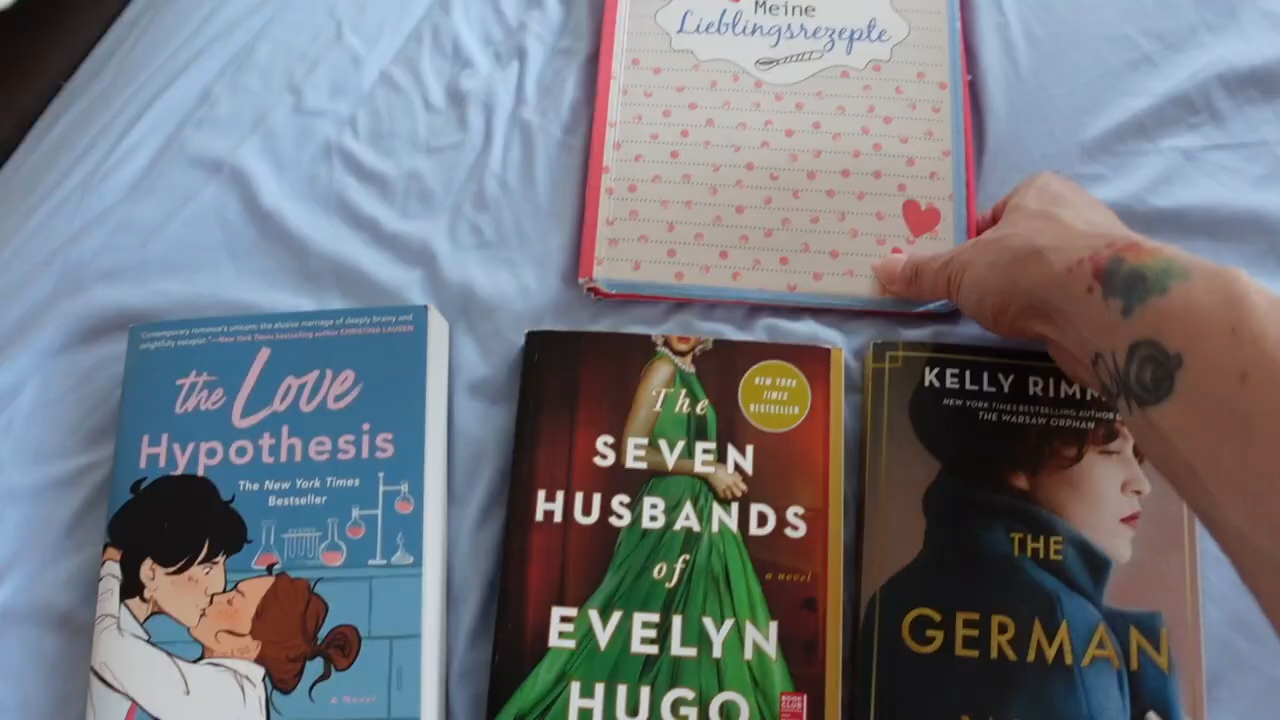 Meine
Lieblingsrezepte
"Contemporary romance's unicorn: the elusive marriage of deeply brainy and
delightfully escapist."—New York Times bestselling author CHRISTINA LAUREN
the Love
Hypothesis
The New York Times
Bestseller
a Novel
The
SEVEN
HUSBANDS
of
a novel
EVELYN
HUGO
NEW YORK
TIMES
BESTSELLER
BOOK
CLUB
KELLY
NEW YORK TIMES BESTSELLING AUTHOR
THE WARSAW ORPHAN
THE
GERMAN